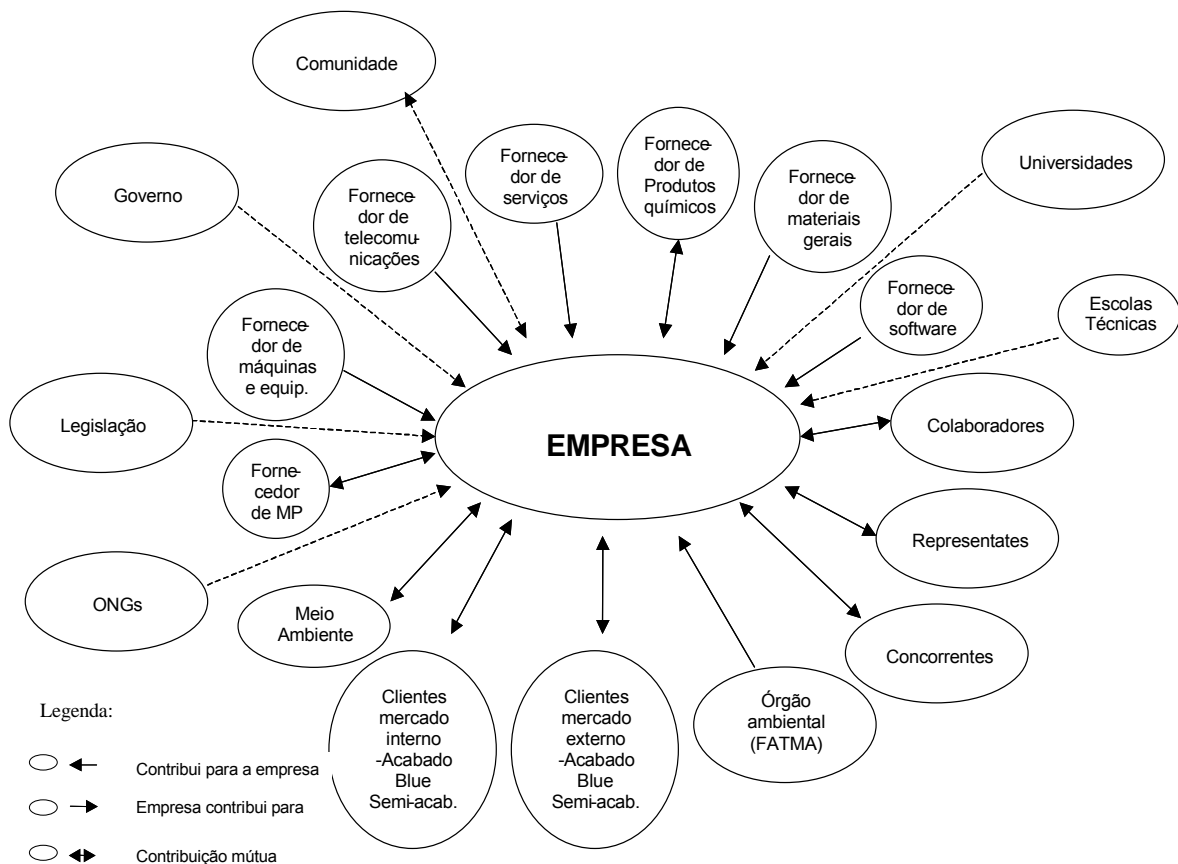 Comunidade
Governo
Fornece-
dor de
telecomu-
nicações
Fornece-
dor de
serviços
Fornece-
dor de
Produtos
químicos
Fornece-
dor de
materiais
gerais
Universidades
Fornece-
dor de
software
Escolas
Técnicas
Fornece-
dor de
máquinas
e equip.
Legislação
EMPRESA
Colaboradores
Forne-
cedor
de MP
Representates
ONGs
Meio
Ambiente
Concorrentes
Clientes
mercado
interno
-Acabado
Blue
Semi-acab.
Clientes
mercado
externo
-Acabado
Blue
Semi-acab.
Órgão
ambiental
(FATMA)
Legenda:
Contribui para a empresa
Empresa contribui para
Contribuição mútua